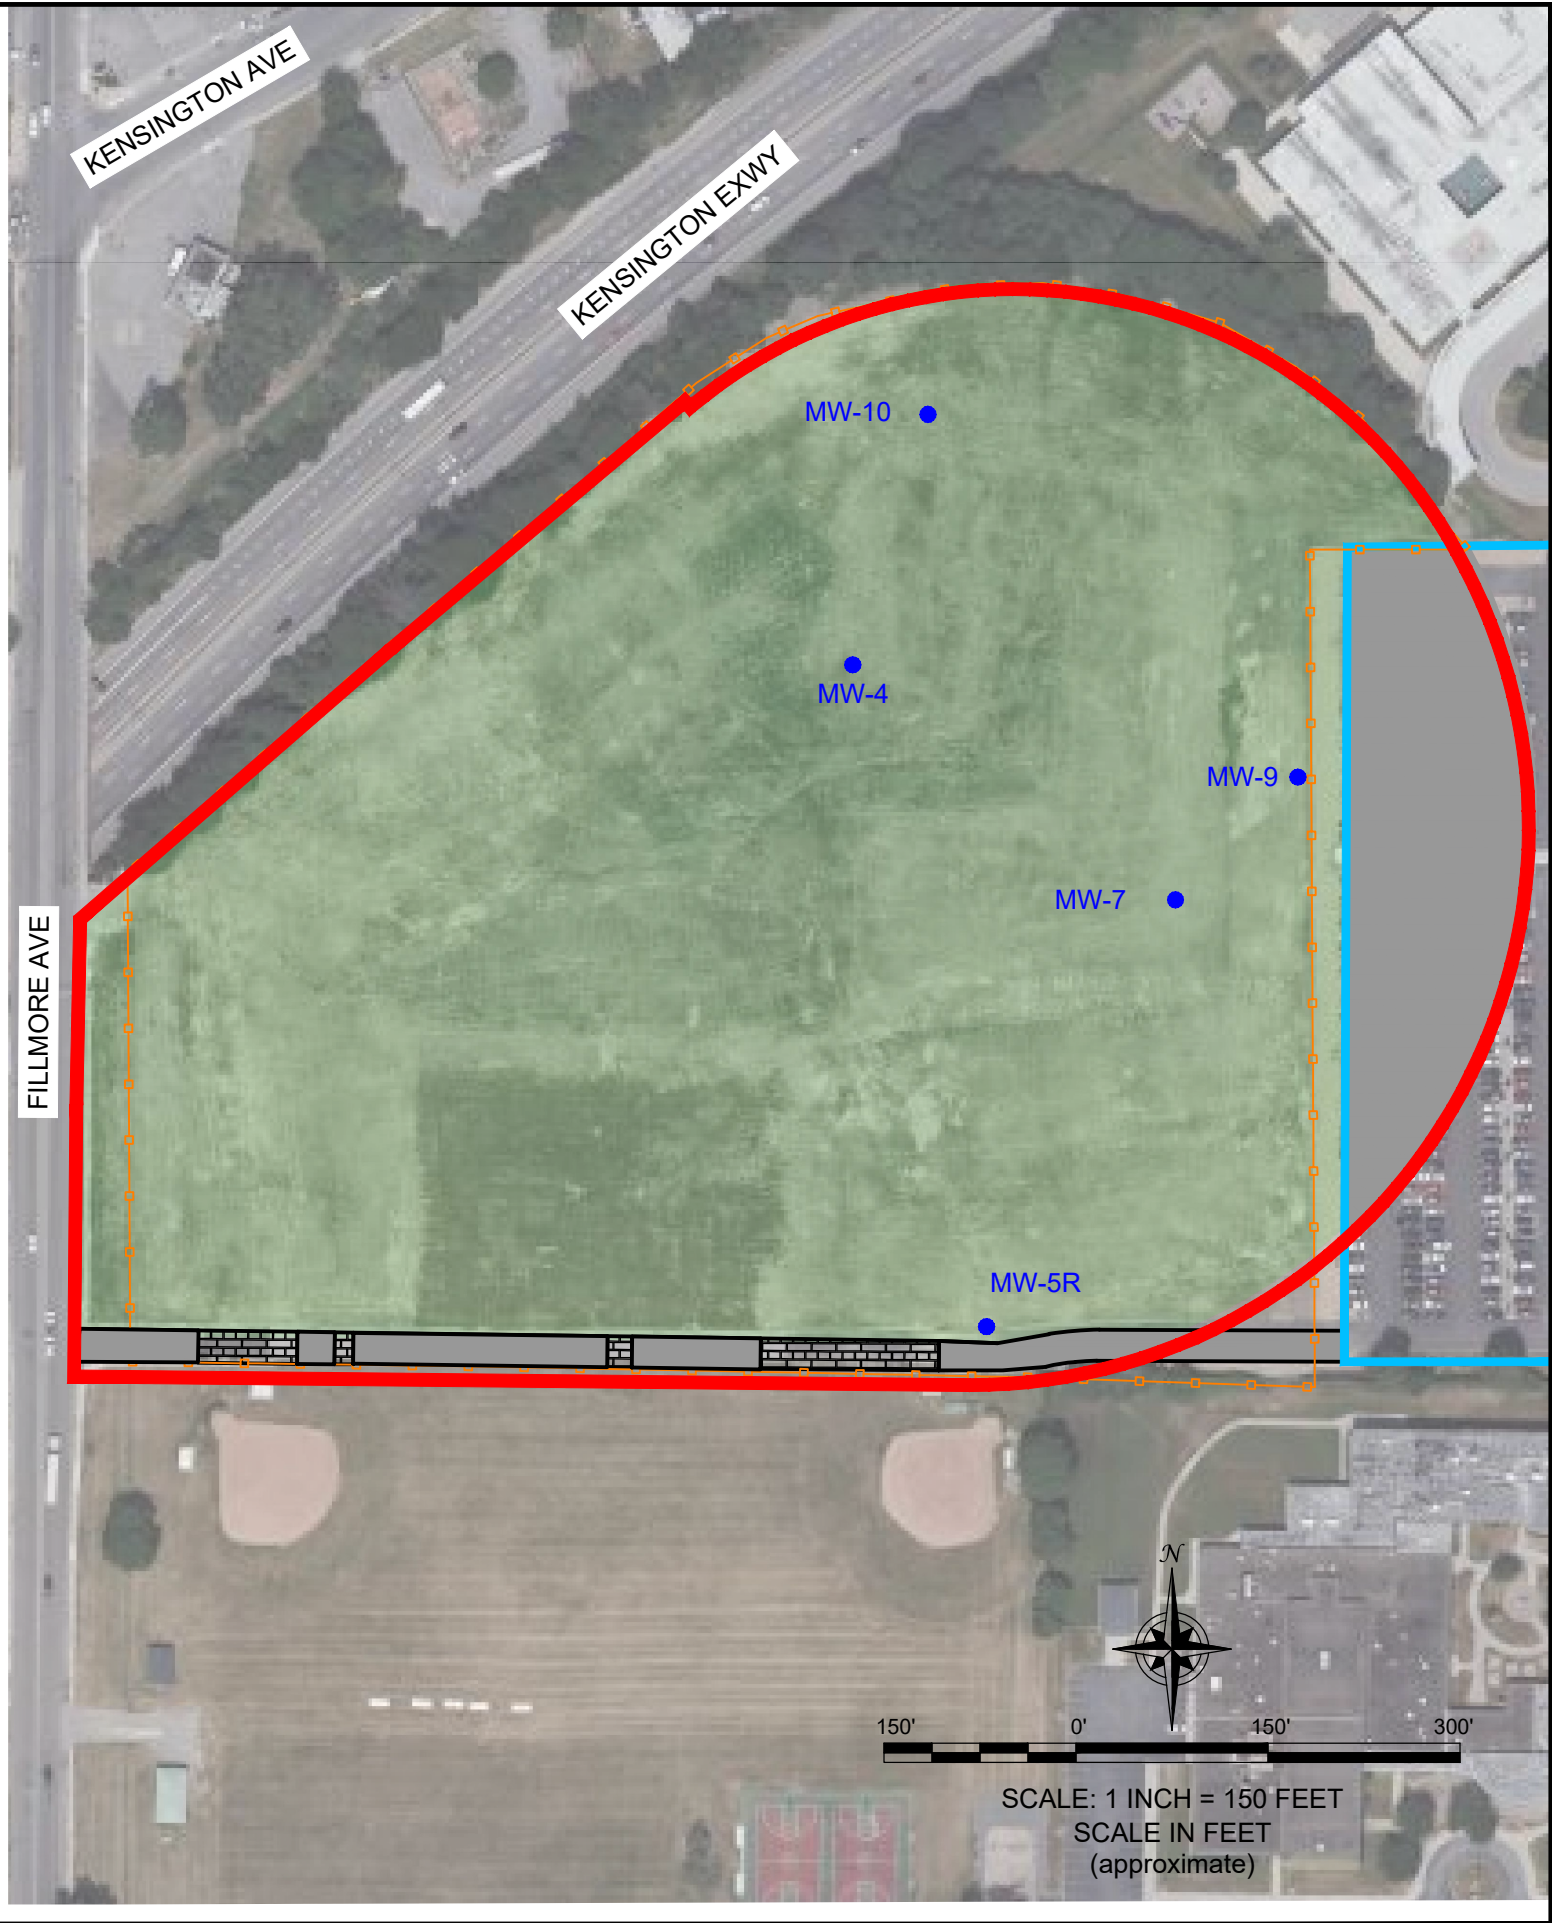 KENSINGTON AVE
KENSINGTON EXWY
MW-10
MW-4
MW-9
MW-7
FILLMORE AVE
MW-5R
N
150' 0' 150' 300'
SCALE: 1 INCH = 150 FEET
SCALE IN FEET
(approximate)